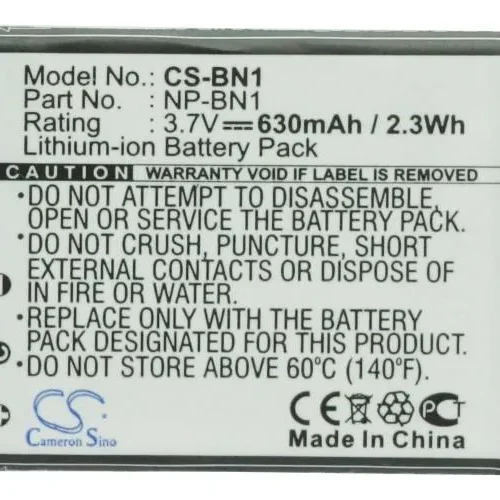 Model No.: CS-BN1
Part No. : NP-BN1
Rating : 3.7V⎓630mAh / 2.3Wh
Lithium-ion Battery Pack
CAUTION WARRANTY VOID IF LABEL IS REMOVED
•DO NOT ATTEMPT TO DISASSEMBLE,
OPEN OR SERVICE THE BATTERY PACK.
•DO NOT CRUSH, PUNCTURE, SHORT
EXTERNAL CONTACTS OR DISPOSE OF
IN FIRE OR WATER.
•REPLACE ONLY WITH THE CORRECT
BATTERY PACK FOR THIS PRODUCT.
•DO NOT STORE ABOVE 60°C (140°F)
CS CE PCT
Cameron Sino Made In China